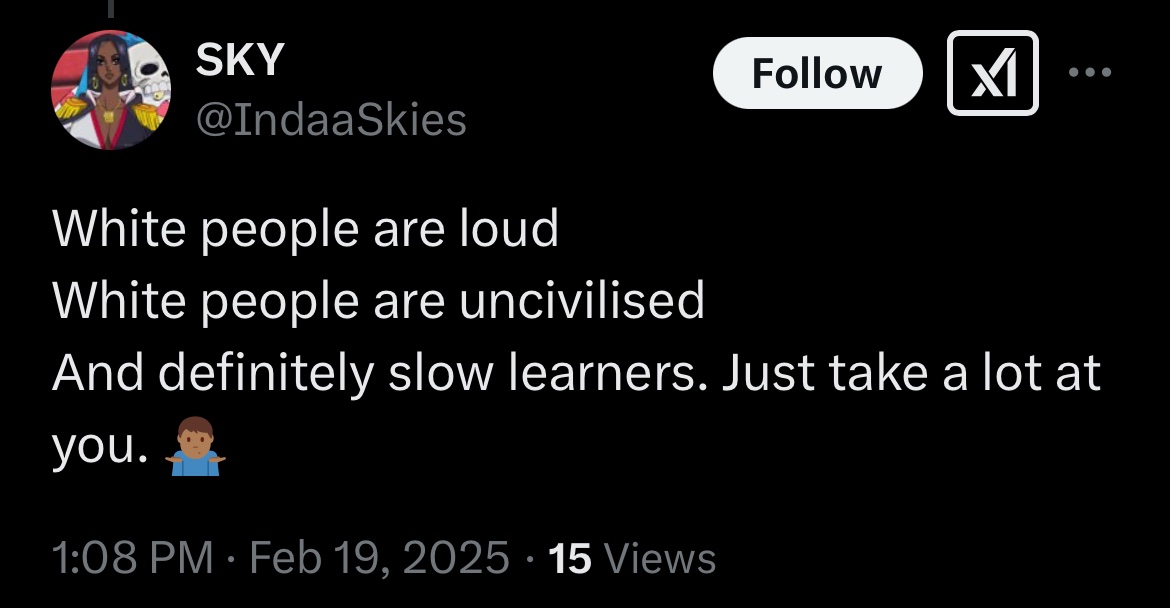 SKY
@IndaaSkies
Follow
White people are loud
White people are uncivilised
And definitely slow learners. Just take a lot at
you. 🤷🏽‍♂️
1:08 PM · Feb 19, 2025 · 15 Views